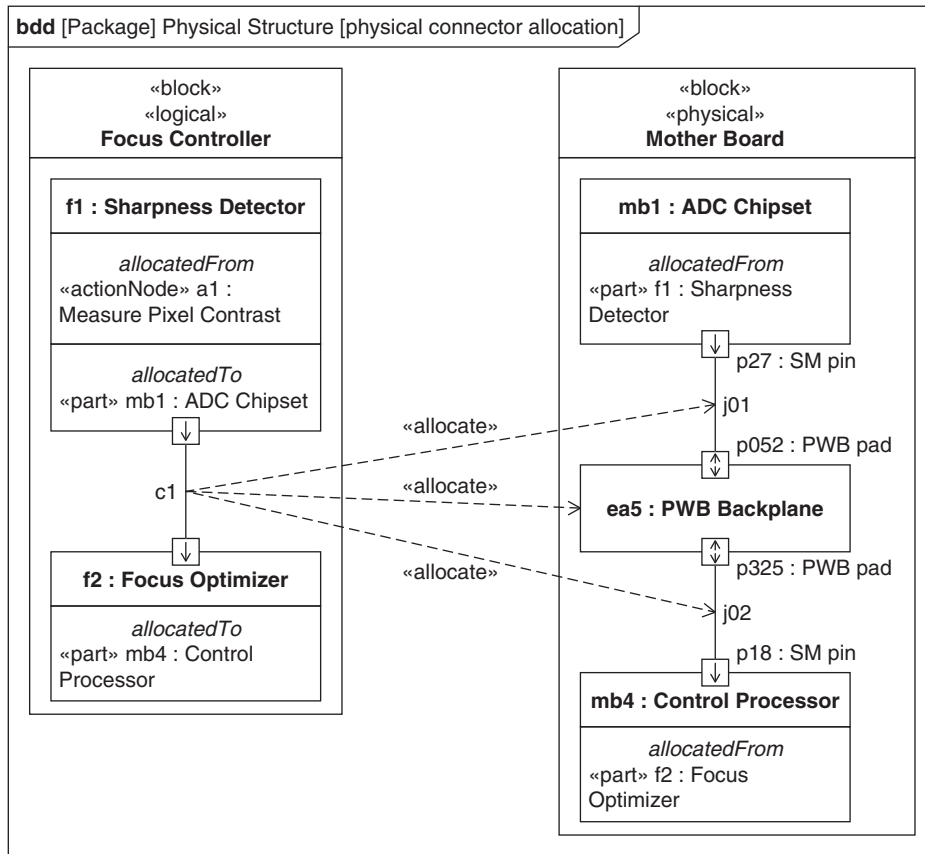 bdd [Package] Physical Structure [physical connector allocation]
«block»
«logical»
Focus Controller
f1 : Sharpness Detector
allocatedFrom
«actionNode» a1 :
Measure Pixel Contrast
allocatedTo
«part» mb1 : ADC Chipset
c1
f2 : Focus Optimizer
allocatedTo
«part» mb4 : Control
Processor
«allocate»
«allocate»
«allocate»
«block»
«physical»
Mother Board
mb1 : ADC Chipset
allocatedFrom
«part» f1 : Sharpness
Detector
p27 : SM pin
j01
p052 : PWB pad
ea5 : PWB Backplane
p325 : PWB pad
j02
p18 : SM pin
mb4 : Control Processor
allocatedFrom
«part» f2 : Focus
Optimizer